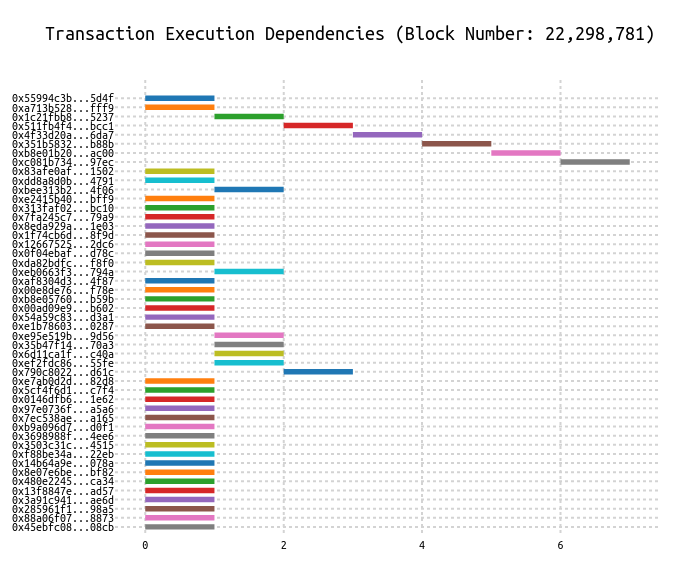 Transaction Execution Dependencies (Block Number: 22,298,781)
0x55994c3b...5d4f
0xa713b528...fff9
0x1c21fbb8...5237
0x511fb4f4...bcc1
0x4f33d20a...6da7
0x351b5832...b88b
0xb8e01b20...ac00
0xc081b734...97ec
0x83afe0af...1502
0xdd8a8d0b...4791
0xbee313b2...4f06
0xe2415b40...bff9
0x313faf02...bc10
0x7fa245c7...79a9
0x8eda929a...1e03
0x1f74cb6d...8f9d
0x12667525...2dc6
0x0f04ebaf...d78c
0xda82bdfc...f8f0
0xeb0663f3...794a
0xaf8304d3...4f87
0x00e8de76...f78e
0xb8e05760...b59b
0x00ad09e9...b602
0x54a59c83...d3a1
0xe1b78603...0287
0xe95e519b...9d56
0x35b47f14...70a3
0x6d11ca1f...c40a
0xef2fdc86...55fe
0x790c8022...d61c
0xe7ab0d2d...82d8
0x5cf4f6d1...c7f4
0x0146dfb6...1e62
0x97e0736f...a5a6
0x7ec538ae...a165
0xb9a096d7...d0f1
0x3698988f...4ee6
0x3503c31c...4515
0xf88be34a...22eb
0x14b64a9e...078a
0x8e07e6be...bf82
0x480e2245...ca34
0x13f8847e...ad57
0x3a91c941...ae6d
0x285961f1...98a5
0x88a06f07...8873
0x45ebfc08...08cb
0 2 4 6